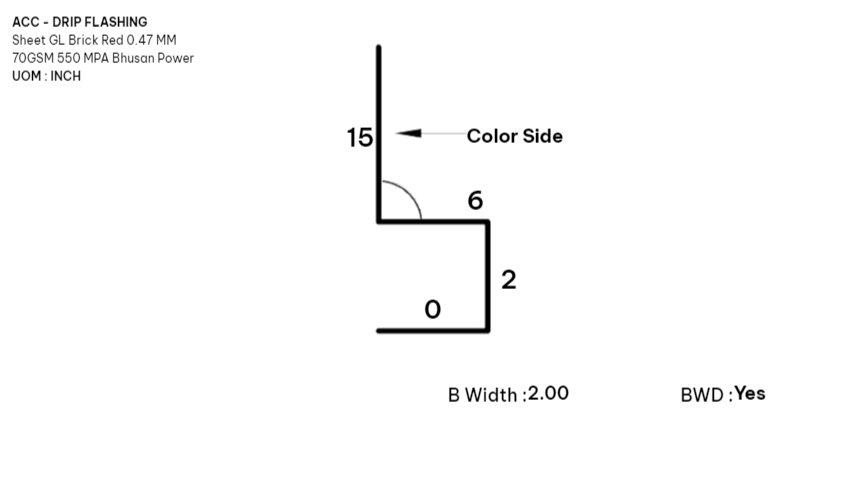 ACC - DRIP FLASHING
Sheet GL Brick Red 0.47 MM
70GSM 550 MPA Bhusan Power
UOM : INCH
15
Color Side
6
2
0
B Width :2.00
BWD :Yes